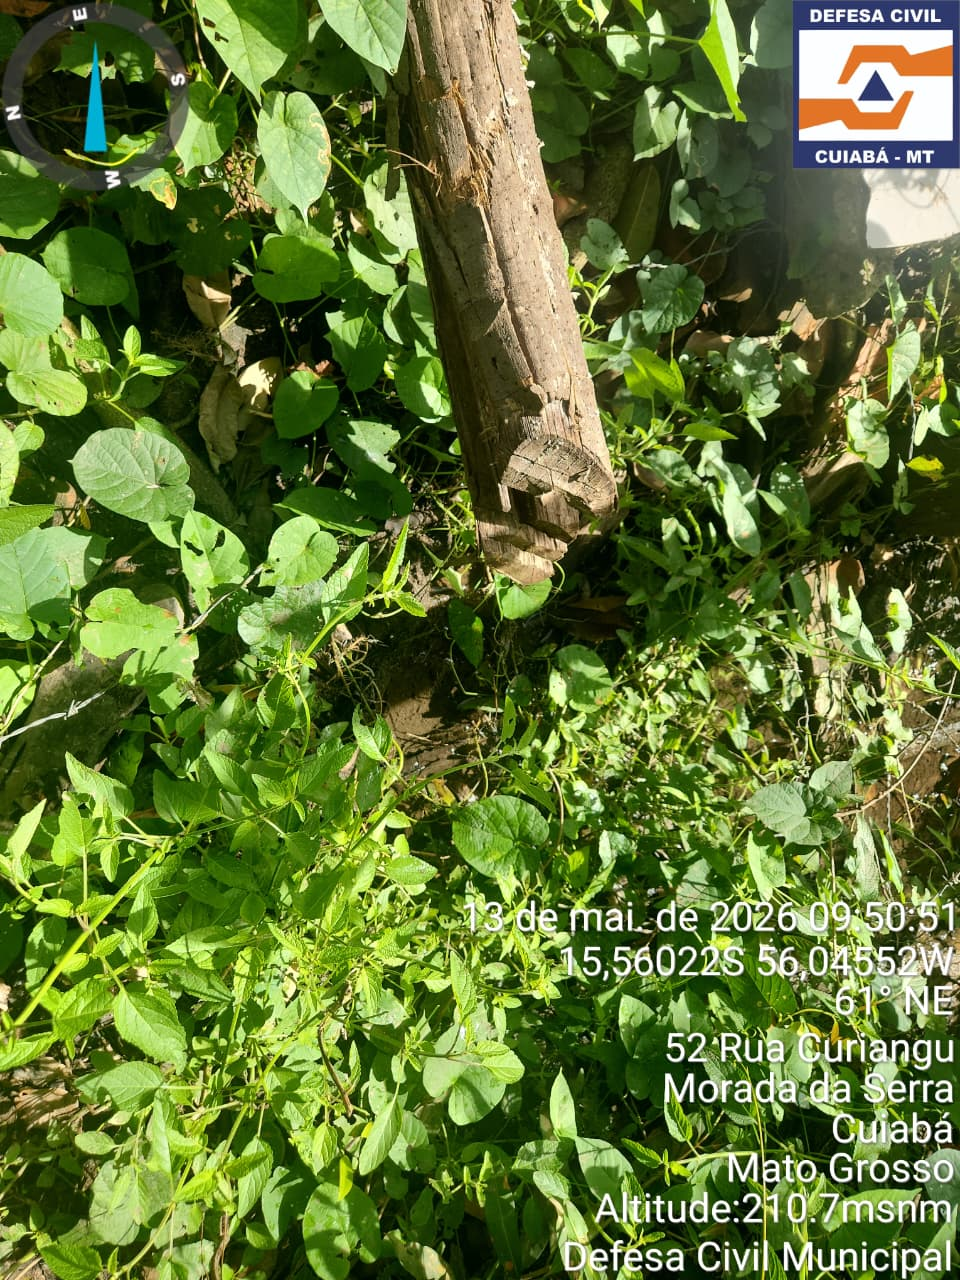 E
S
N
W
DEFESA CIVIL
CUIABÁ - MT
13 de mai. de 2026 09:50:51
15,56022S 56,04552W
61° NE
52 Rua Curiangu
Morada da Serra
Cuiabá
Mato Grosso
Altitude:210.7msnm
Defesa Civil Municipal